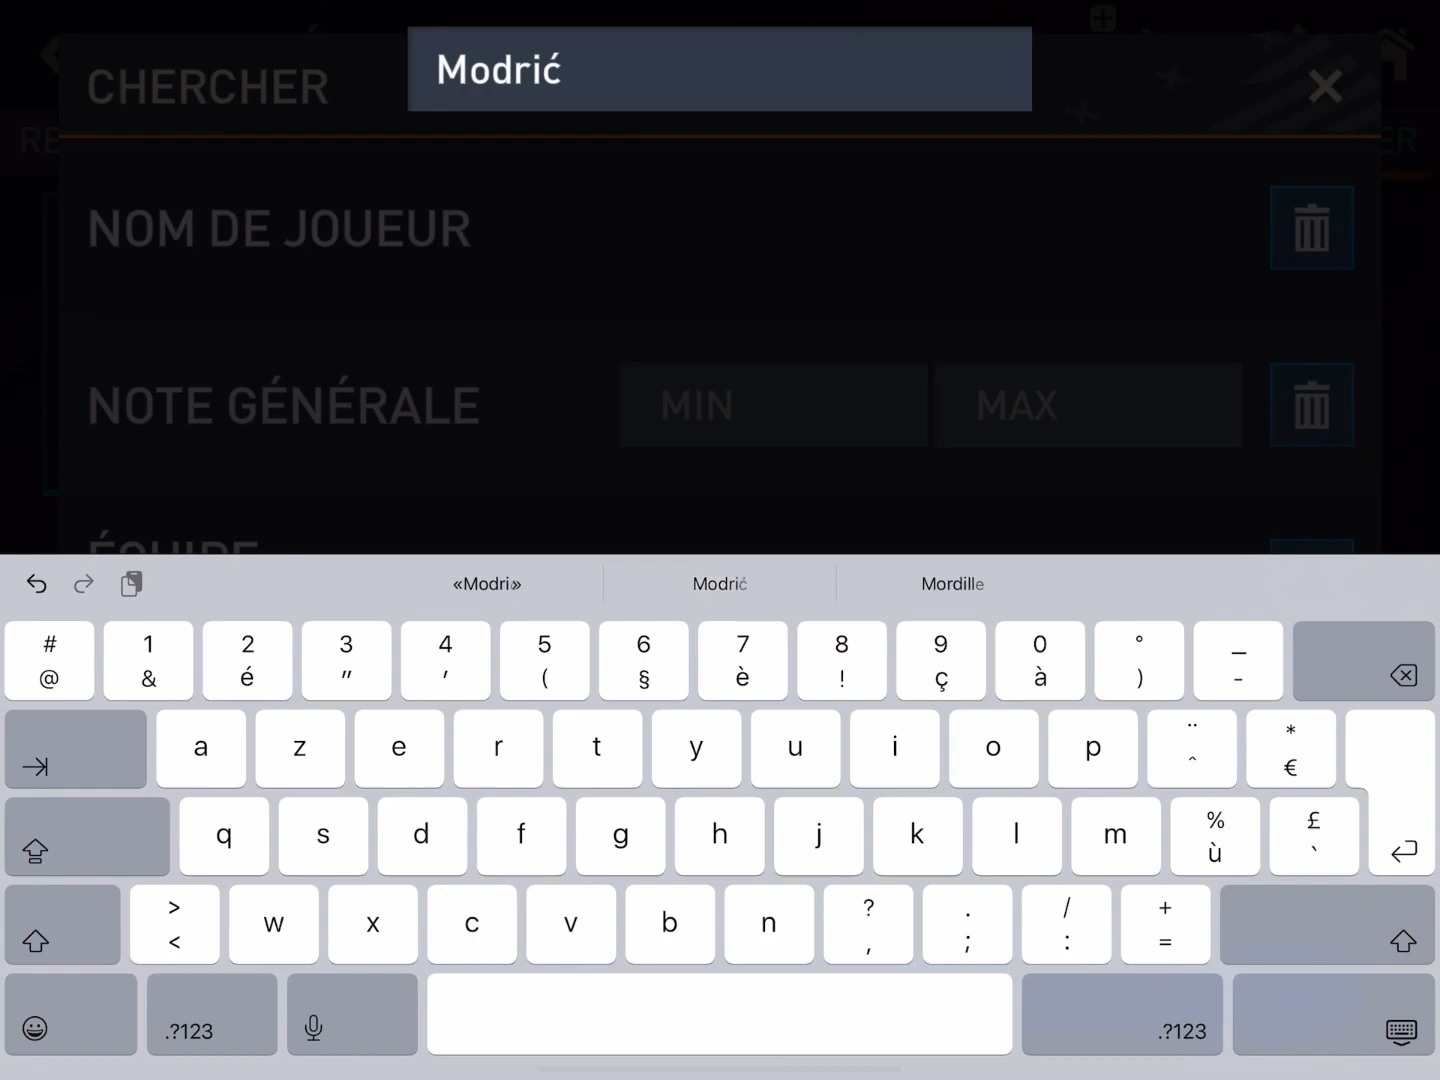 Modrić
CHERCHER
NOM DE JOUEUR
NOTE GÉNÉRALE MIN MAX
ÉQUIPE
«Modri» Modrić Mordille
# 1 2 3 4 5 6 7 8 9 0 ° _
@ & é " ' ( § è ! ç à ) -
a z e r t y u i o p ¨ ^ * €
q s d f g h j k l m % ù £ `
> < w x c v b n ? , . ; / : + =
.?123 .?123